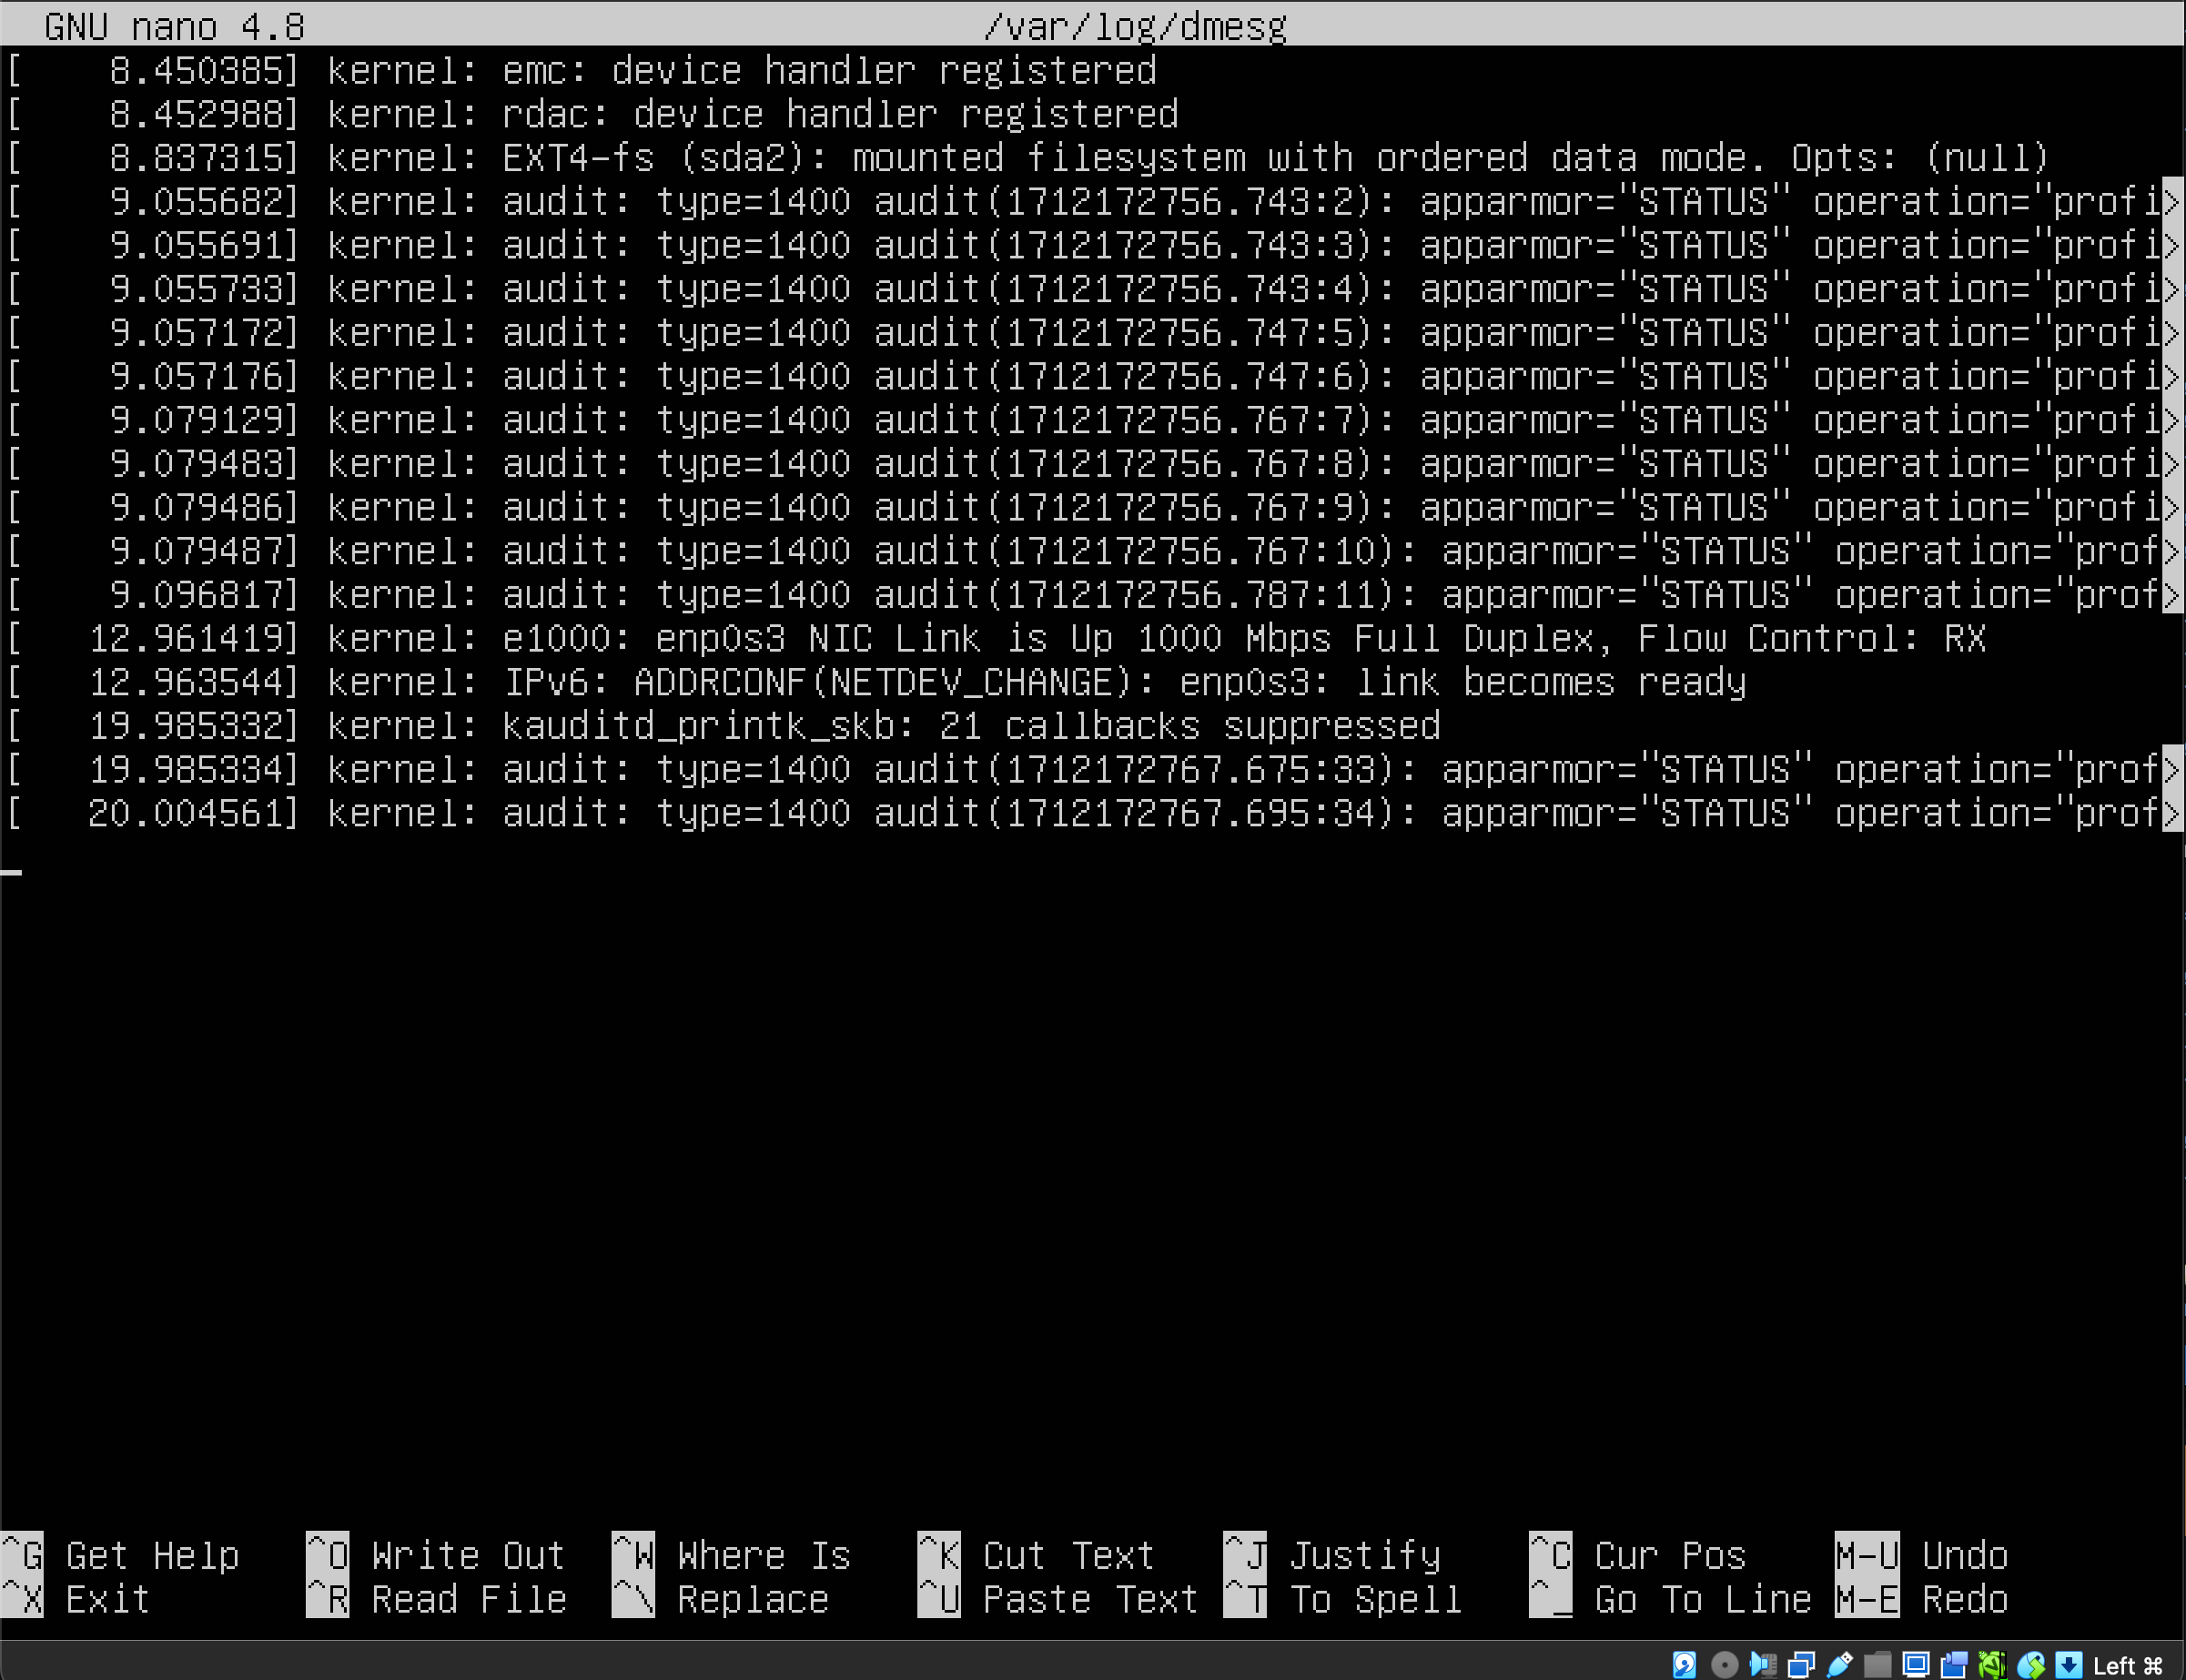 GNU nano 4.8 /var/log/dmesg
[    8.450385] kernel: emc: device handler registered
[    8.452988] kernel: rdac: device handler registered
[    8.837315] kernel: EXT4-fs (sda2): mounted filesystem with ordered data mode. Opts: (null)
[    9.055682] kernel: audit: type=1400 audit(1712172756.743:2): apparmor="STATUS" operation="profi>
[    9.055691] kernel: audit: type=1400 audit(1712172756.743:3): apparmor="STATUS" operation="profi>
[    9.055733] kernel: audit: type=1400 audit(1712172756.743:4): apparmor="STATUS" operation="profi>
[    9.057172] kernel: audit: type=1400 audit(1712172756.747:5): apparmor="STATUS" operation="profi>
[    9.057176] kernel: audit: type=1400 audit(1712172756.747:6): apparmor="STATUS" operation="profi>
[    9.079129] kernel: audit: type=1400 audit(1712172756.767:7): apparmor="STATUS" operation="profi>
[    9.079483] kernel: audit: type=1400 audit(1712172756.767:8): apparmor="STATUS" operation="profi>
[    9.079486] kernel: audit: type=1400 audit(1712172756.767:9): apparmor="STATUS" operation="profi>
[    9.079487] kernel: audit: type=1400 audit(1712172756.767:10): apparmor="STATUS" operation="prof>
[    9.096817] kernel: audit: type=1400 audit(1712172756.787:11): apparmor="STATUS" operation="prof>
[   12.961419] kernel: e1000: enp0s3 NIC Link is Up 1000 Mbps Full Duplex, Flow Control: RX
[   12.963544] kernel: IPv6: ADDRCONF(NETDEV_CHANGE): enp0s3: link becomes ready
[   19.985332] kernel: kauditd_printk_skb: 21 callbacks suppressed
[   19.985334] kernel: audit: type=1400 audit(1712172767.675:33): apparmor="STATUS" operation="prof>
[   20.004561] kernel: audit: type=1400 audit(1712172767.695:34): apparmor="STATUS" operation="prof>
^G Get Help ^O Write Out ^W Where Is ^K Cut Text ^J Justify ^C Cur Pos M-U Undo
^X Exit ^R Read File ^\ Replace ^U Paste Text ^T To Spell ^_ Go To Line M-E Redo
Left ⌘